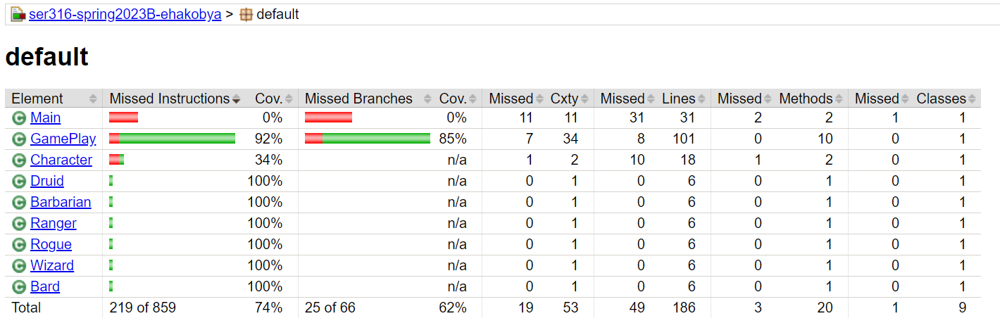 ser316-spring2023B-ehakobya > default
default
Element Missed Instructions Cov. Missed Branches Cov. Missed Cxty Missed Lines Missed Methods Missed Classes
C Main 0% 0% 11 11 31 31 2 2 1 1
C GamePlay 92% 85% 7 34 8 101 0 10 0 1
C Character 34% n/a 1 2 10 18 1 2 0 1
C Druid 100% n/a 0 1 0 6 0 1 0 1
C Barbarian 100% n/a 0 1 0 6 0 1 0 1
C Ranger 100% n/a 0 1 0 6 0 1 0 1
C Rogue 100% n/a 0 1 0 6 0 1 0 1
C Wizard 100% n/a 0 1 0 6 0 1 0 1
C Bard 100% n/a 0 1 0 6 0 1 0 1
Total 219 of 859 74% 25 of 66 62% 19 53 49 186 3 20 1 9